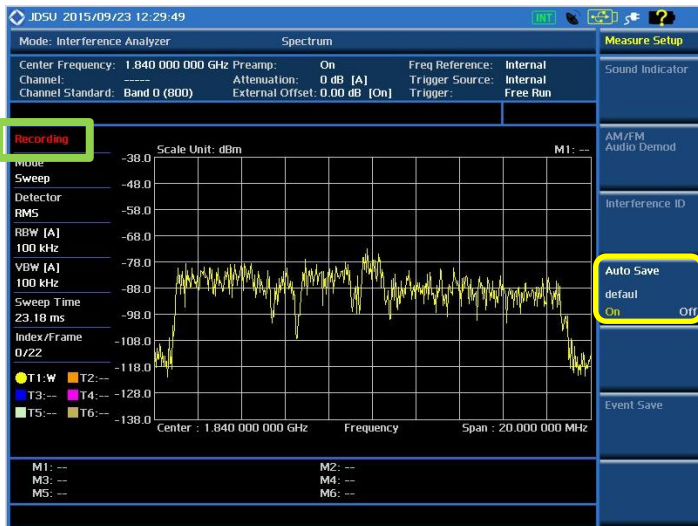 JDSU 2015/09/23 12:29:49
INT
?
Mode: Interference Analyzer Spectrum
Measure Setup
Center Frequency: 1.840 000 000 GHz Preamp: On Freq Reference: Internal
Channel: ----- Attenuation: 0 dB [A] Trigger Source: Internal
Channel Standard: Band 0 (800) External Offset: 0.00 dB [On] Trigger: Free Run
Sound Indicator
Recording
Scale Unit: dBm M1: --
AM/FM
Audio Demod
Mode
Sweep
Detector
RMS
RBW [A]
100 kHz
VBW [A]
100 kHz
Sweep Time
23.18 ms
Index/Frame
0/22
T1:W T2:--
T3:-- T4:--
T5:-- T6:--
-38.0
-48.0
-58.0
-68.0
-78.0
-88.0
-98.0
-108.0
-118.0
-128.0
-138.0
Center : 1.840 000 000 GHz Frequency Span : 20.000 000 MHz
Interference ID
Auto Save
defaul
On Off
Event Save
M1: -- M2: --
M3: -- M4: --
M5: -- M6: --